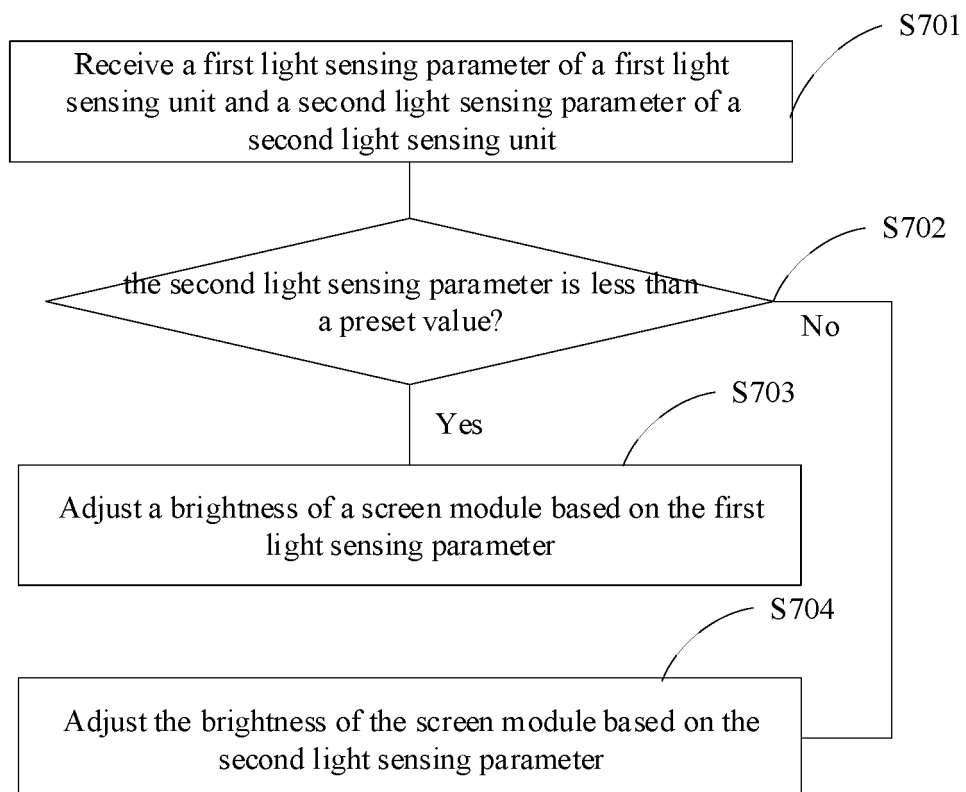 S701
Receive a first light sensing parameter of a first light
sensing unit and a second light sensing parameter of a
second light sensing unit
S702
the second light sensing parameter is less than
a preset value?
No
Yes
S703
Adjust a brightness of a screen module based on the first
light sensing parameter
S704
Adjust the brightness of the screen module based on the
second light sensing parameter